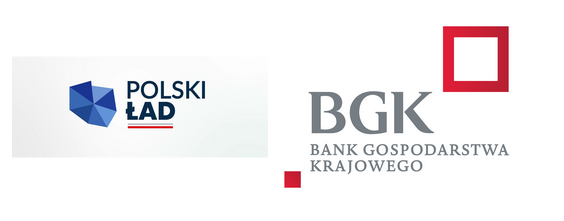 POLSKI
ŁAD
BGK
BANK GOSPODARSTWA
KRAJOWEGO